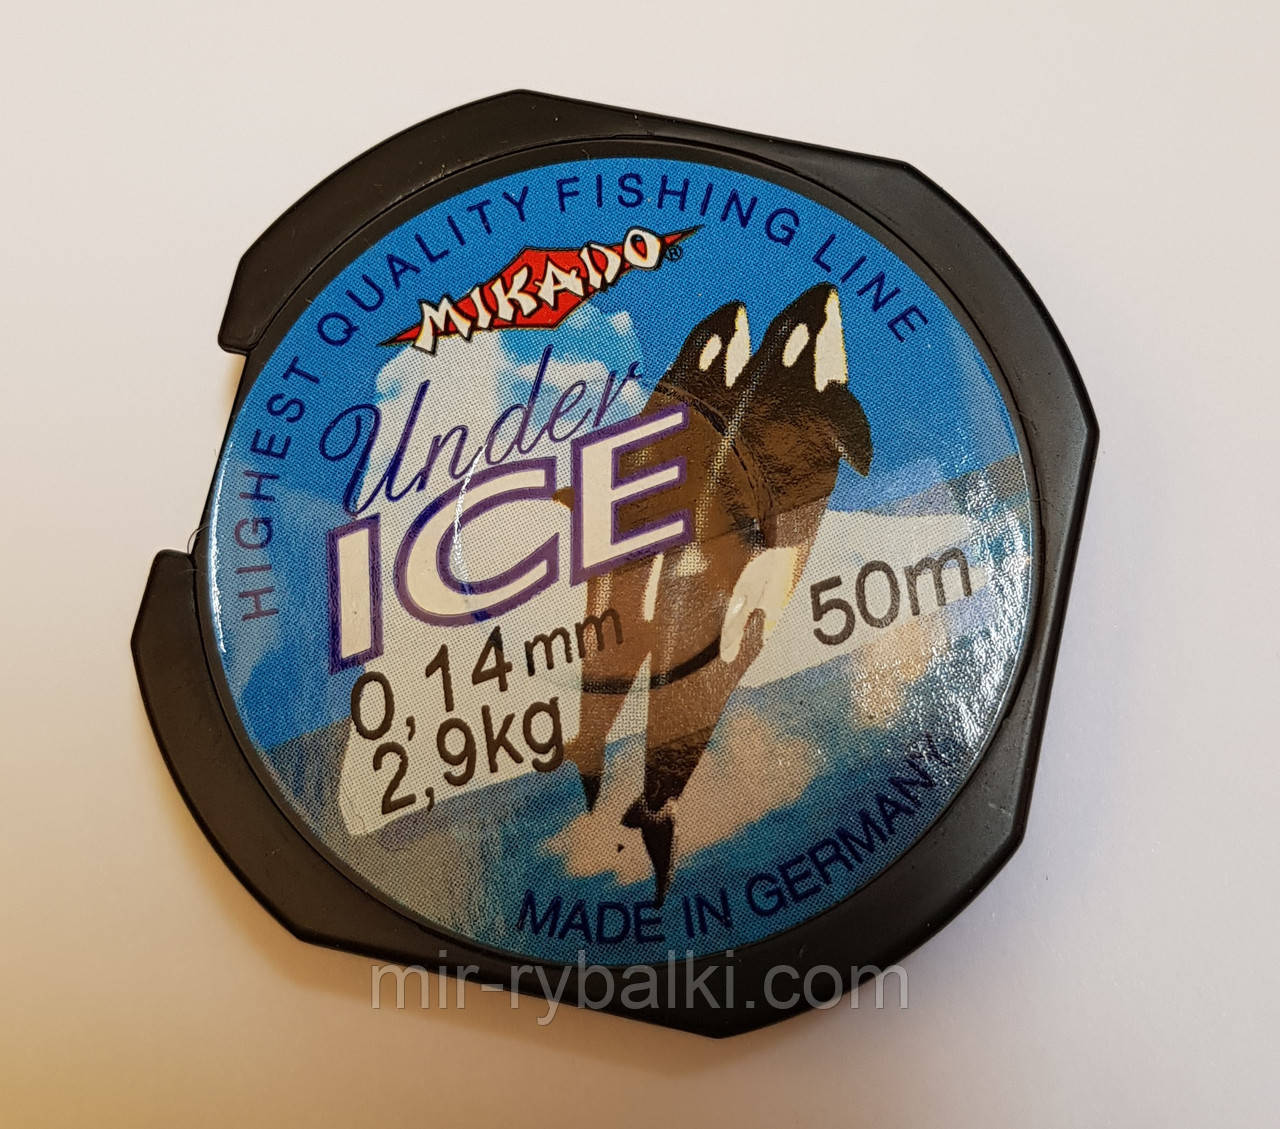 HIGHEST QUALITY FISHING LINE
MIKADO®
Under
ICE
0,14mm
2,9kg
50m
MADE IN GERMANY
mir-rybalki.com